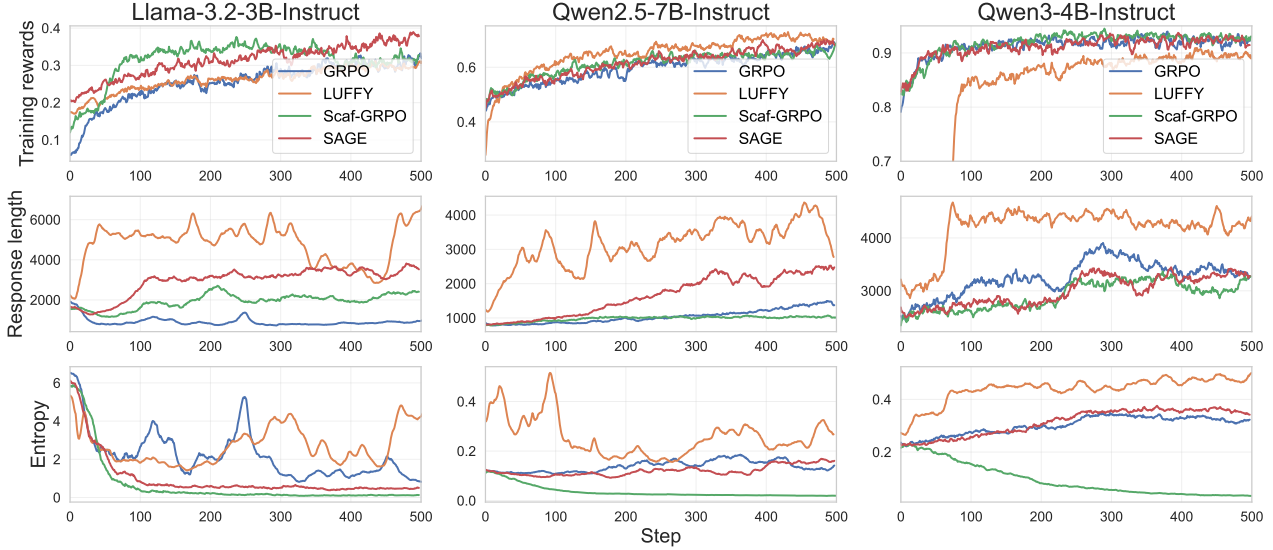 Llama-3.2-3B-Instruct
Qwen2.5-7B-Instruct
Qwen3-4B-Instruct
Training rewards
0.4
0.3
0.2
0.1
0 100 200 300 400 500
GRPO
LUFFY
Scaf-GRPO
SAGE
0.6
0.4
0 100 200 300 400 500
GRPO
LUFFY
Scaf-GRPO
SAGE
0.9
0.8
0.7
0 100 200 300 400 500
GRPO
LUFFY
Scaf-GRPO
SAGE
Response length
6000
4000
2000
0 100 200 300 400 500
4000
3000
2000
1000
0 100 200 300 400 500
4000
3000
0 100 200 300 400 500
Entropy
6
4
2
0
0 100 200 300 400 500
0.4
0.2
0.0
0 100 200 300 400 500
0.4
0.2
0 100 200 300 400 500
Step